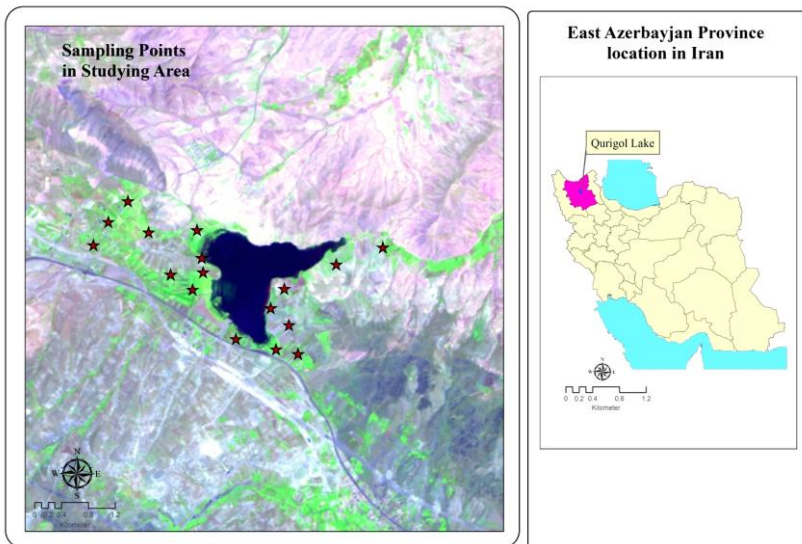 Sampling Points
in Studying Area
N
W E
S
0 0.2 0.4 0.8 1.2
Kilometer
East Azerbayjan Province
location in Iran
Qurigol Lake
N
W E
S
0 0.2 0.4 0.8 1.2
Kilometer